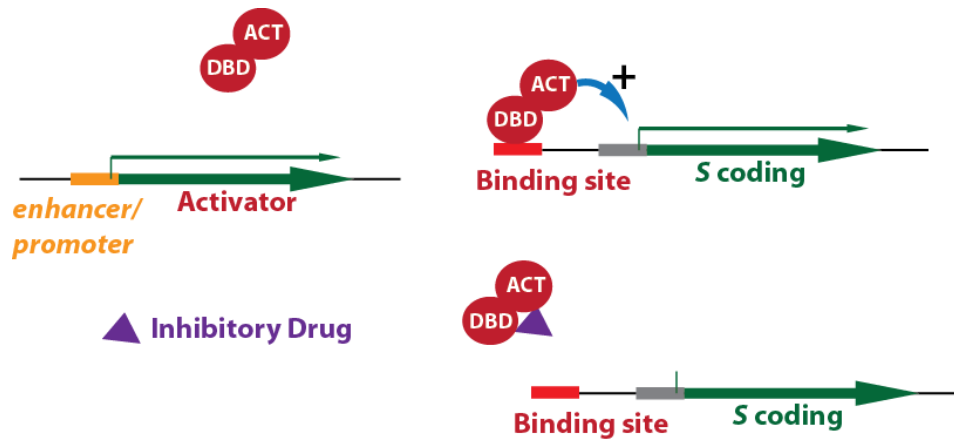 ACT
DBD
Activator
enhancer/
promoter
ACT
DBD
+
Binding site
S coding
Inhibitory Drug
ACT
DBD
Binding site
S coding